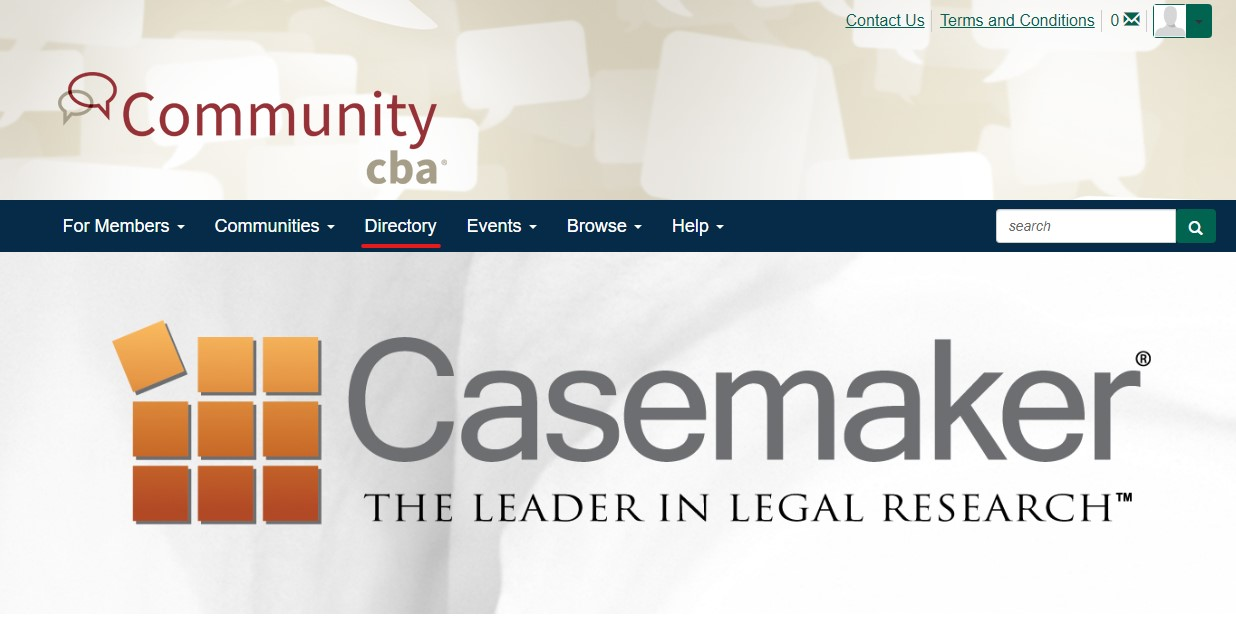 Contact Us Terms and Conditions 0
Community
cba®
For Members Communities Directory Events Browse Help search
Casemaker®
THE LEADER IN LEGAL RESEARCH™